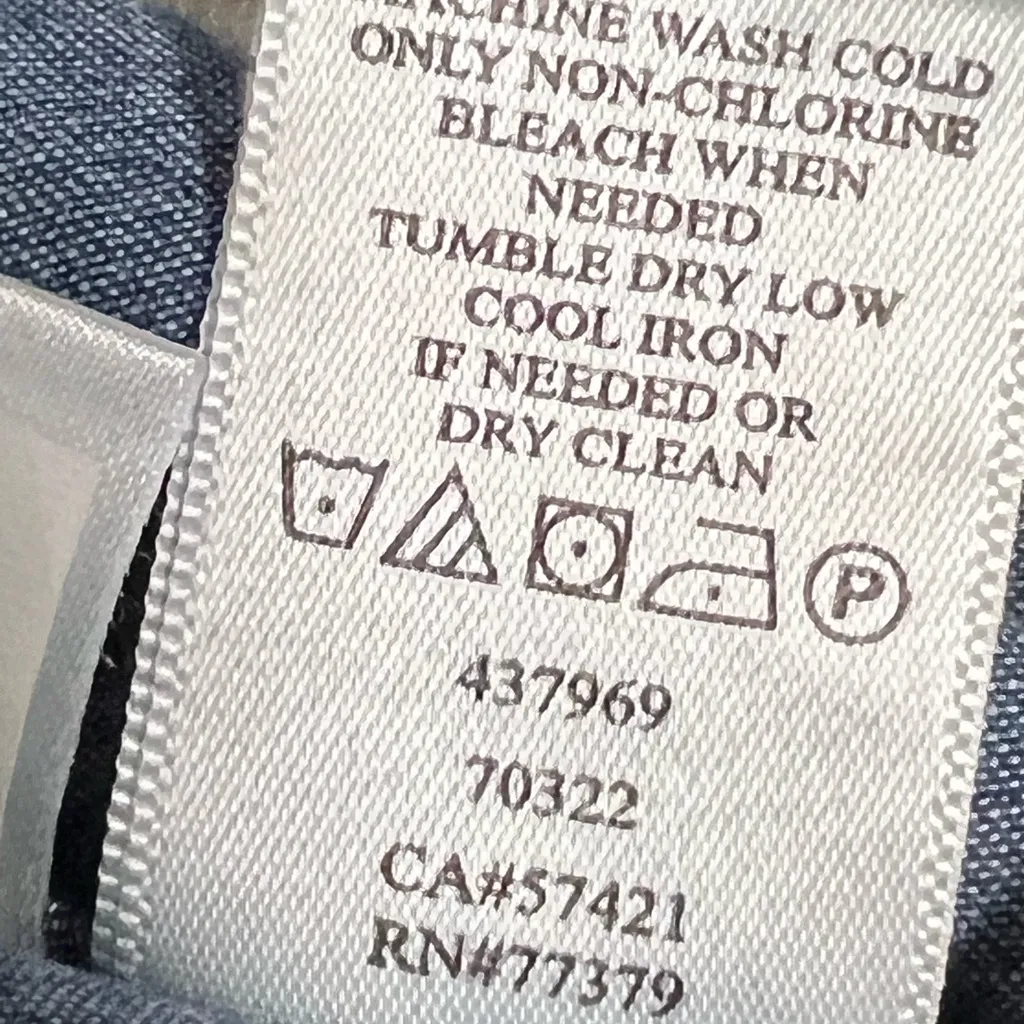 MACHINE WASH COLD
ONLY NON-CHLORINE
BLEACH WHEN
NEEDED
TUMBLE DRY LOW
COOL IRON
IF NEEDED OR
DRY CLEAN
P
437969
70322
CA#57421
RN#77379